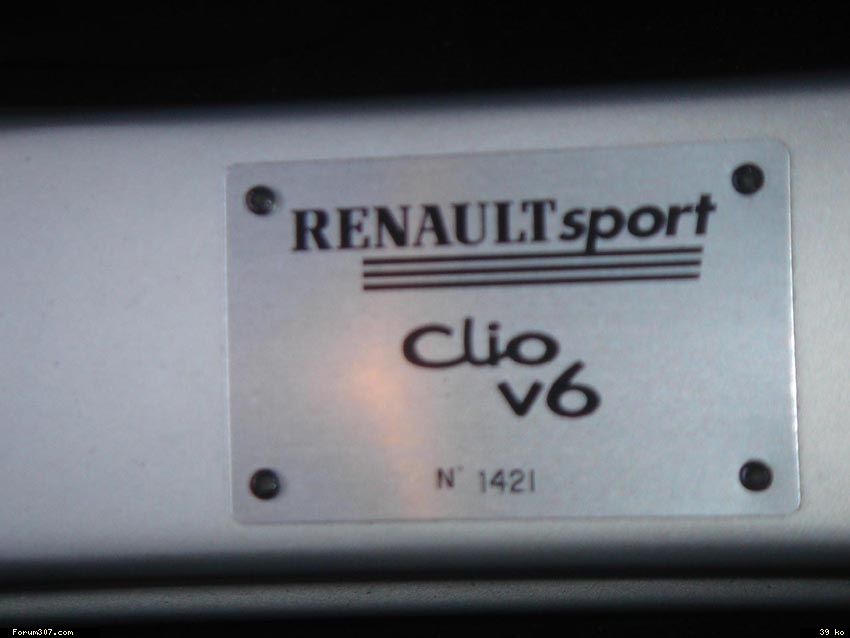 RENAULTsport
Clio
v6
N° 1421
Forum307.com
39 ko